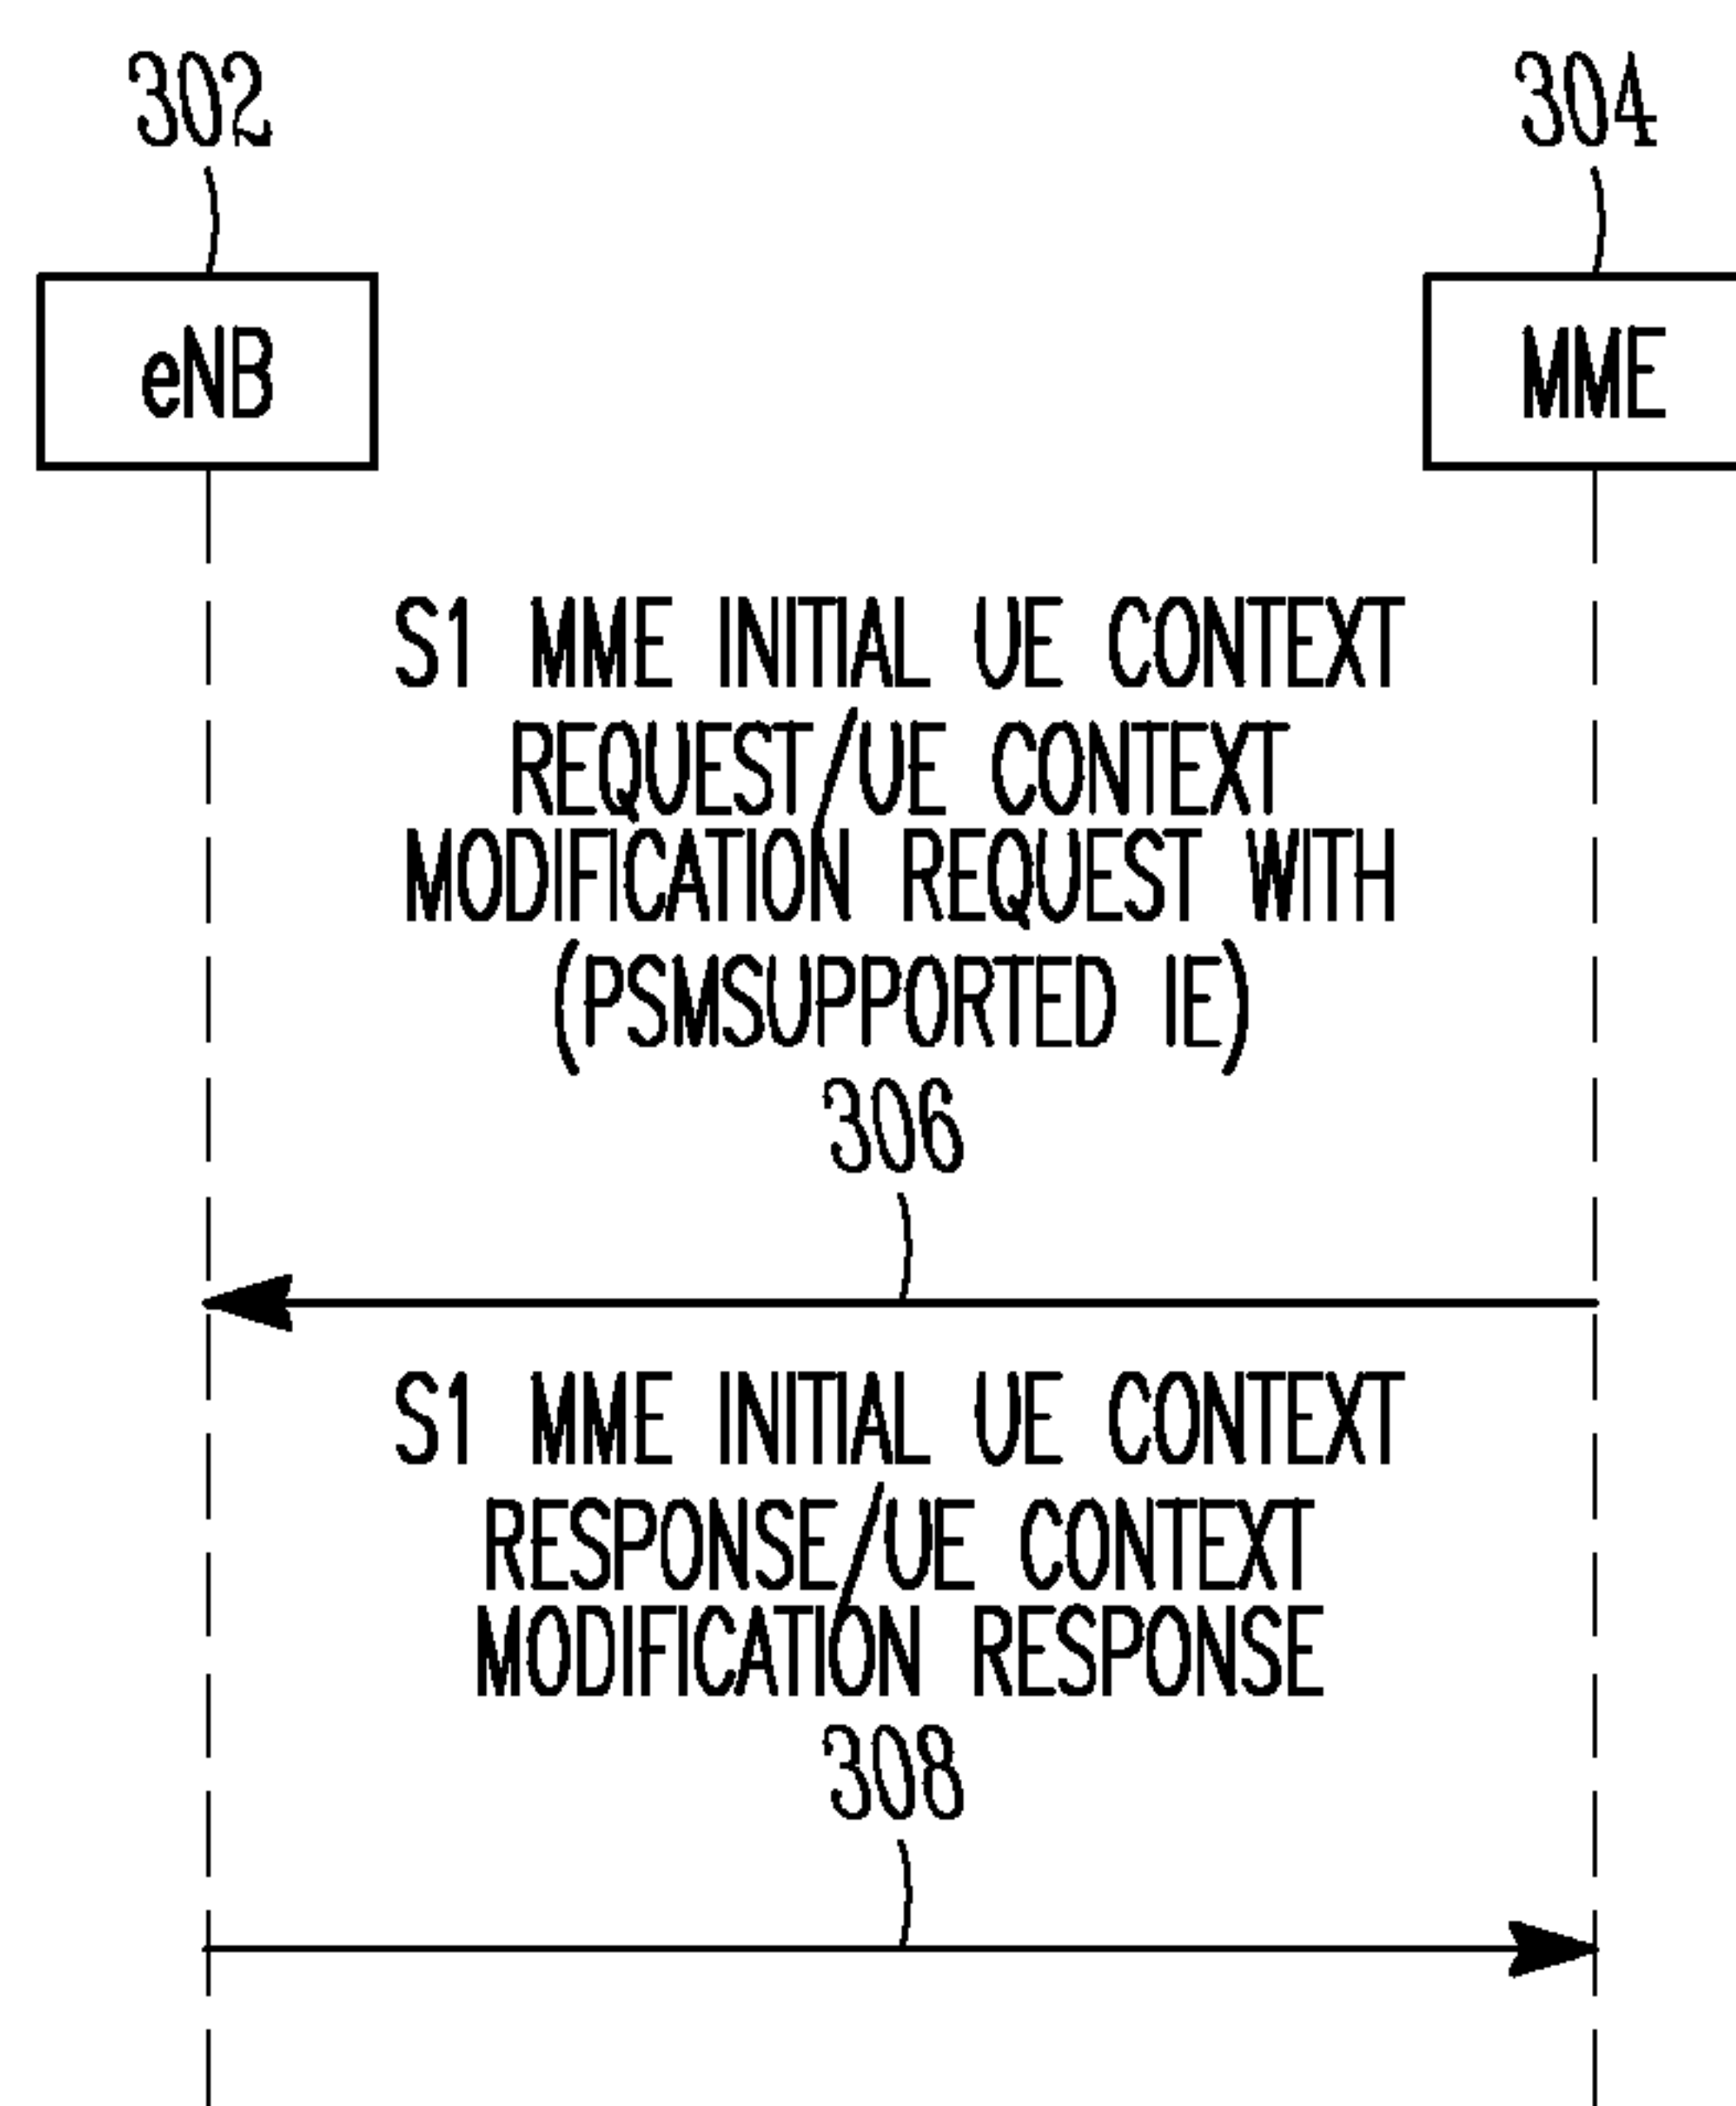 302
304
eNB
MME
S1 MME INITIAL UE CONTEXT
REQUEST/UE CONTEXT
MODIFICATION REQUEST WITH
(PSMSUPPORTED IE)
306
S1 MME INITIAL UE CONTEXT
RESPONSE/UE CONTEXT
MODIFICATION RESPONSE
308